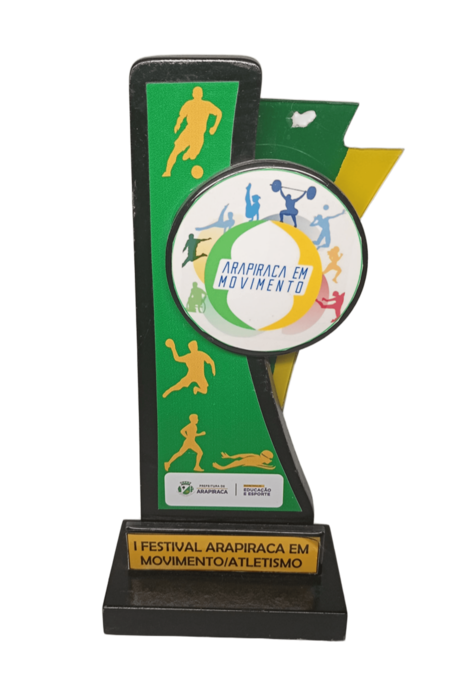 ARAPIRACA EM
MOVIMENTO
PREFEITURA DE
ARAPIRACA
EDUCAÇÃO
E ESPORTE
I FESTIVAL ARAPIRACA EM
MOVIMENTO/ATLETISMO